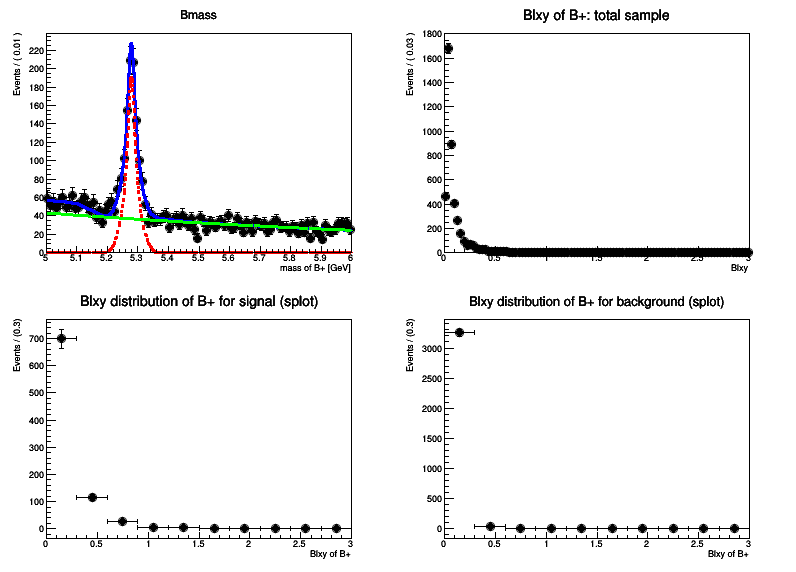 Bmass
Events / ( 0.01 )
220
200
180
160
140
120
100
80
60
40
20
0
5 5.1 5.2 5.3 5.4 5.5 5.6 5.7 5.8 5.9 6
mass of B+ [GeV]
Blxy of B+: total sample
Events / ( 0.03 )
1800
1600
1400
1200
1000
800
600
400
200
0
0 0.5 1 1.5 2 2.5 3
Blxy
Blxy distribution of B+ for signal (splot)
Events / (0.3)
700
600
500
400
300
200
100
0
0 0.5 1 1.5 2 2.5 3
Blxy of B+
Blxy distribution of B+ for background (splot)
Events / (0.3)
3000
2500
2000
1500
1000
500
0
0 0.5 1 1.5 2 2.5 3
Blxy of B+